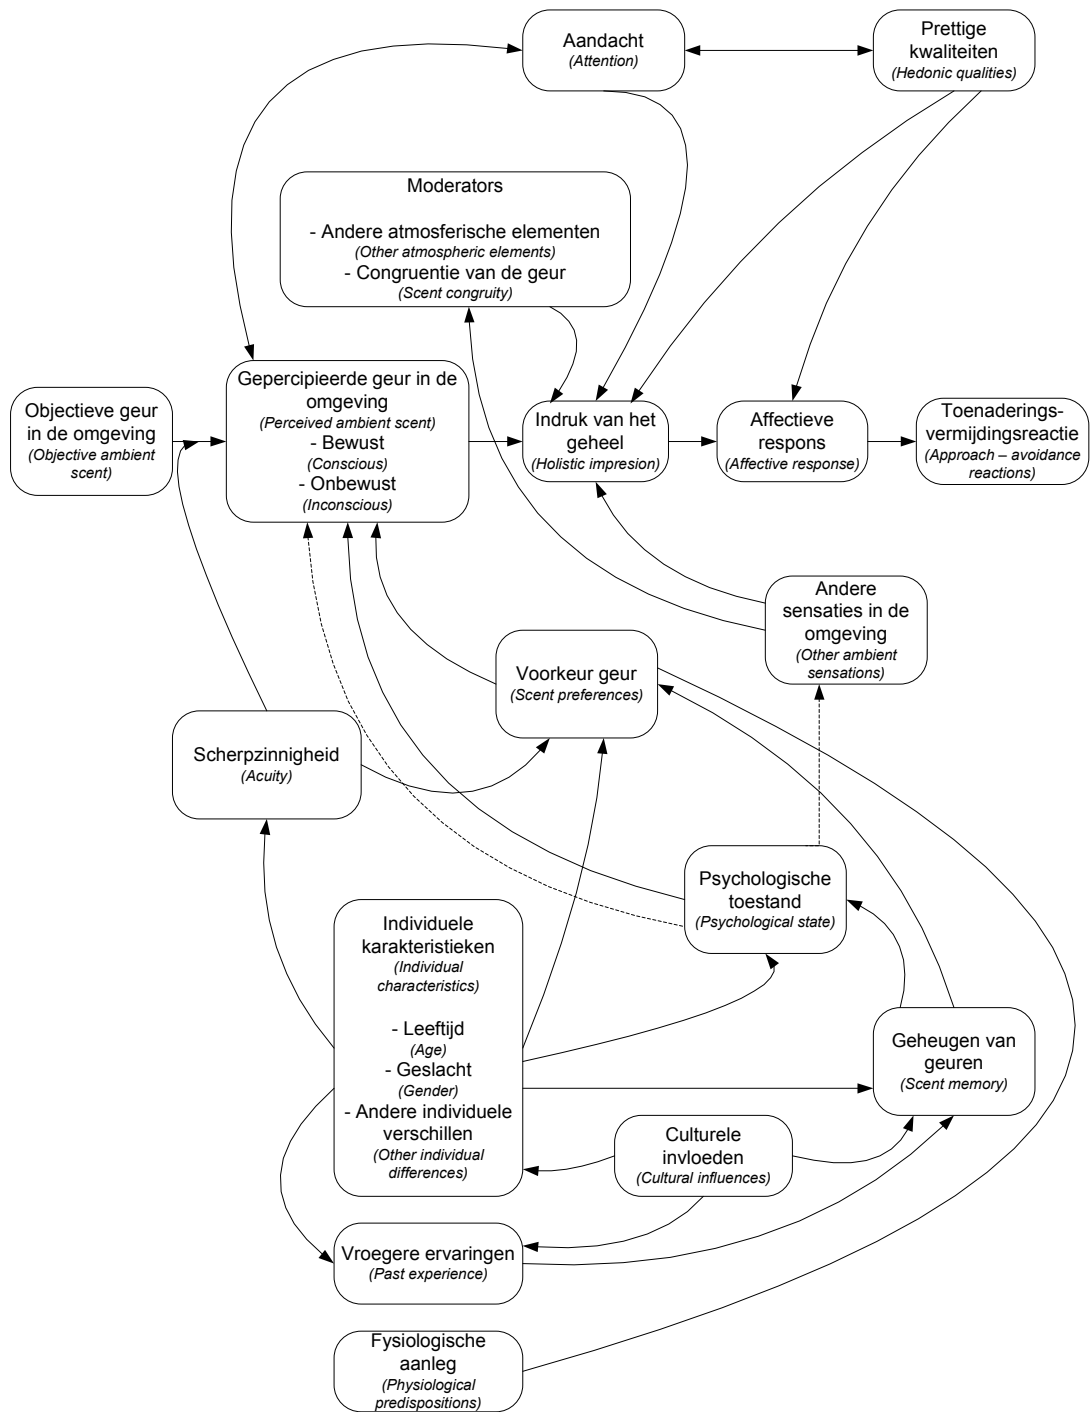 Aandacht
(Attention)
Prettige
kwaliteiten
(Hedonic qualities)
Moderators
- Andere atmosferische elementen
(Other atmospheric elements)
- Congruentie van de geur
(Scent congruity)
Objectieve geur
in de omgeving
(Objective ambient
scent)
Gepercipieerde geur in de
omgeving
(Perceived ambient scent)
- Bewust
(Conscious)
- Onbewust
(Inconscious)
Indruk van het
geheel
(Holistic impresion)
Affectieve
respons
(Affective response)
Toenaderings-
vermijdingsreactie
(Approach – avoidance
reactions)
Andere
sensaties in de
omgeving
(Other ambient
sensations)
Voorkeur geur
(Scent preferences)
Scherpzinnigheid
(Acuity)
Psychologische
toestand
(Psychological state)
Individuele
karakteristieken
(Individual
characteristics)
- Leeftijd
(Age)
- Geslacht
(Gender)
- Andere individuele
verschillen
(Other individual
differences)
Geheugen van
geuren
(Scent memory)
Culturele
invloeden
(Cultural influences)
Vroegere ervaringen
(Past experience)
Fysiologische
aanleg
(Physiological
predispositions)